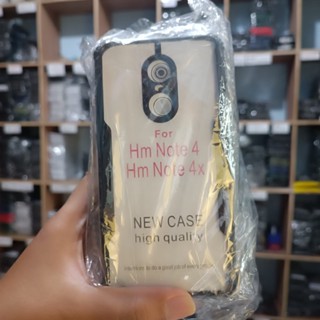 For
Hm Note 4
Hm Note 4x
NEW CASE
high quality